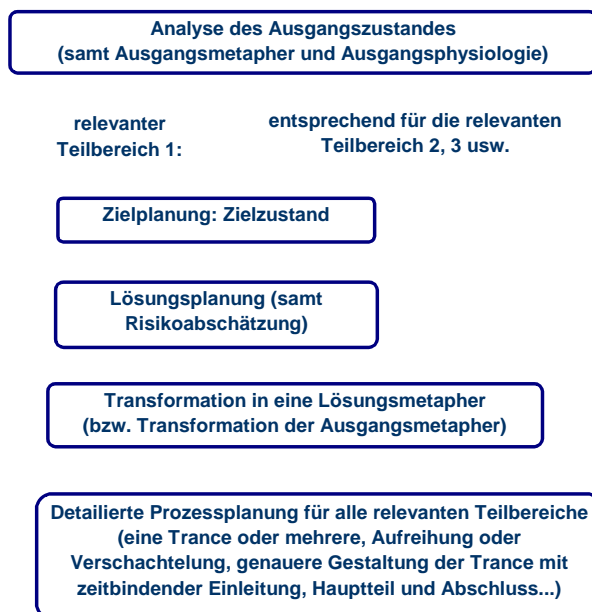 Analyse des Ausgangszustandes
(samt Ausgangsmetapher und Ausgangsphysiologie)
relevanter
Teilbereich 1:
entsprechend für die relevanten
Teilbereich 2, 3 usw.
Zielplanung: Zielzustand
Lösungsplanung (samt
Risikoabschätzung)
Transformation in eine Lösungsmetapher
(bzw. Transformation der Ausgangsmetapher)
Detailierte Prozessplanung für alle relevanten Teilbereiche
(eine Trance oder mehrere, Aufreihung oder
Verschachtelung, genauere Gestaltung der Trance mit
zeitbindender Einleitung, Hauptteil und Abschluss...)